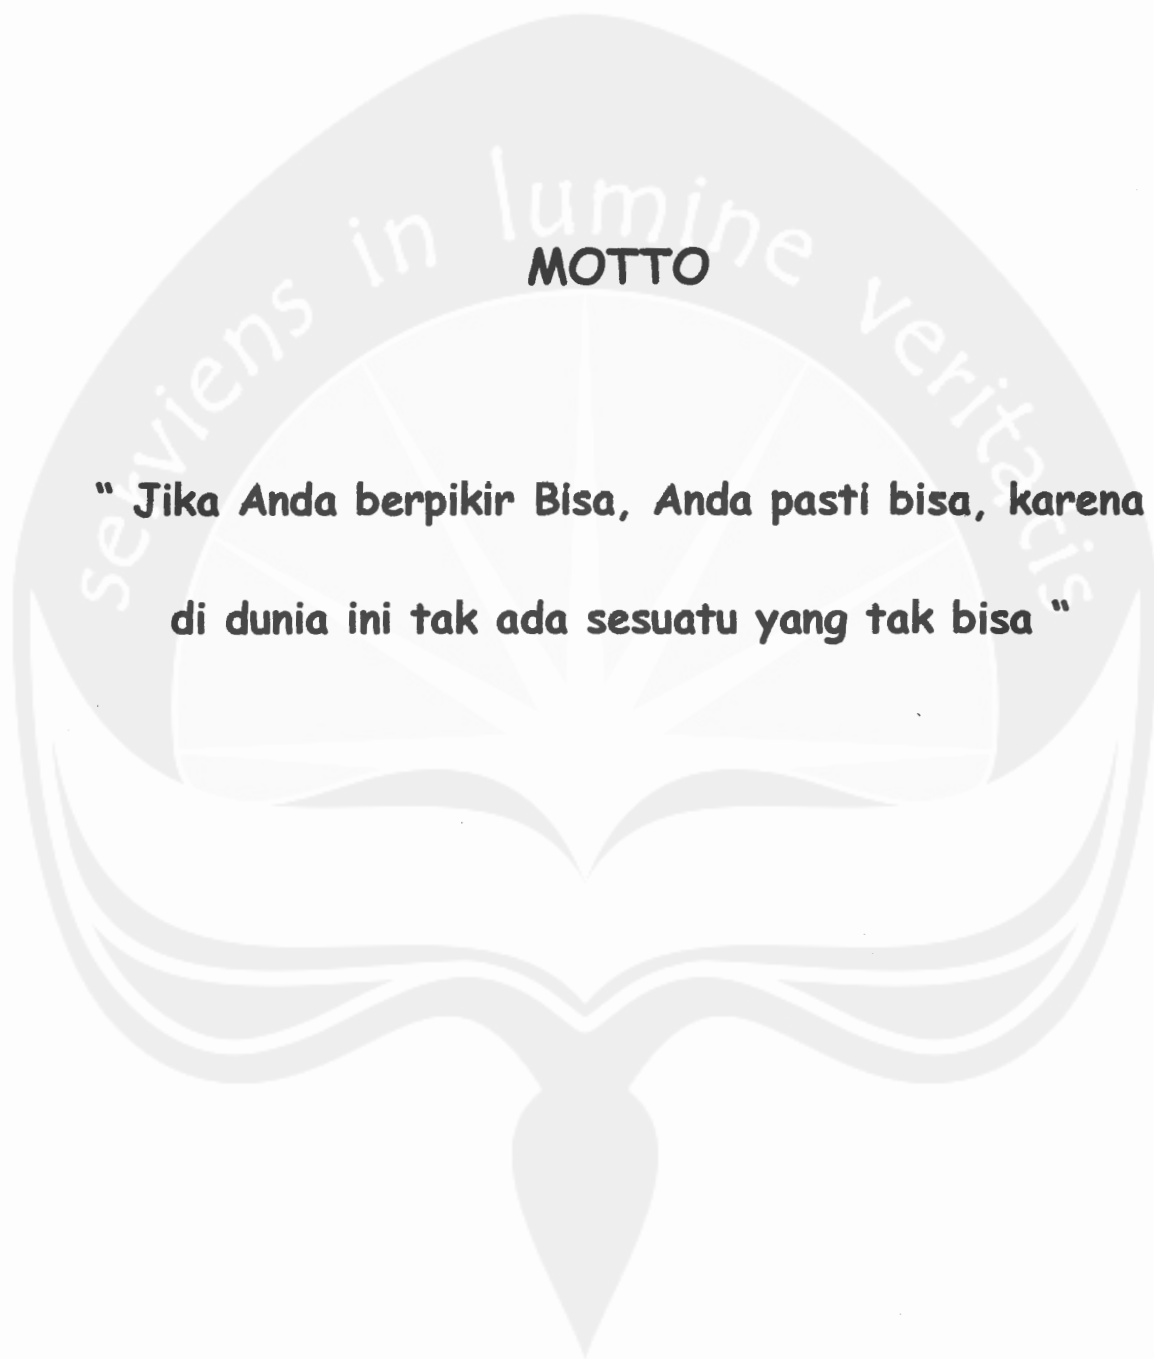 serviens in lumine veritatis
MOTTO
“ Jika Anda berpikir Bisa, Anda pasti bisa, karena
di dunia ini tak ada sesuatu yang tak bisa “